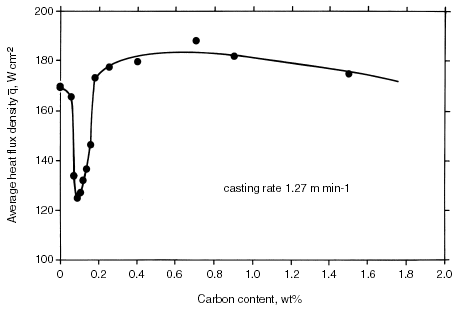 200
180
160
140
120
100
Average heat flux density q̅, W cm²
casting rate 1.27 m min-1
0 0.2 0.4 0.6 0.8 1.0 1.2 1.4 1.6 1.8 2.0
Carbon content, wt%